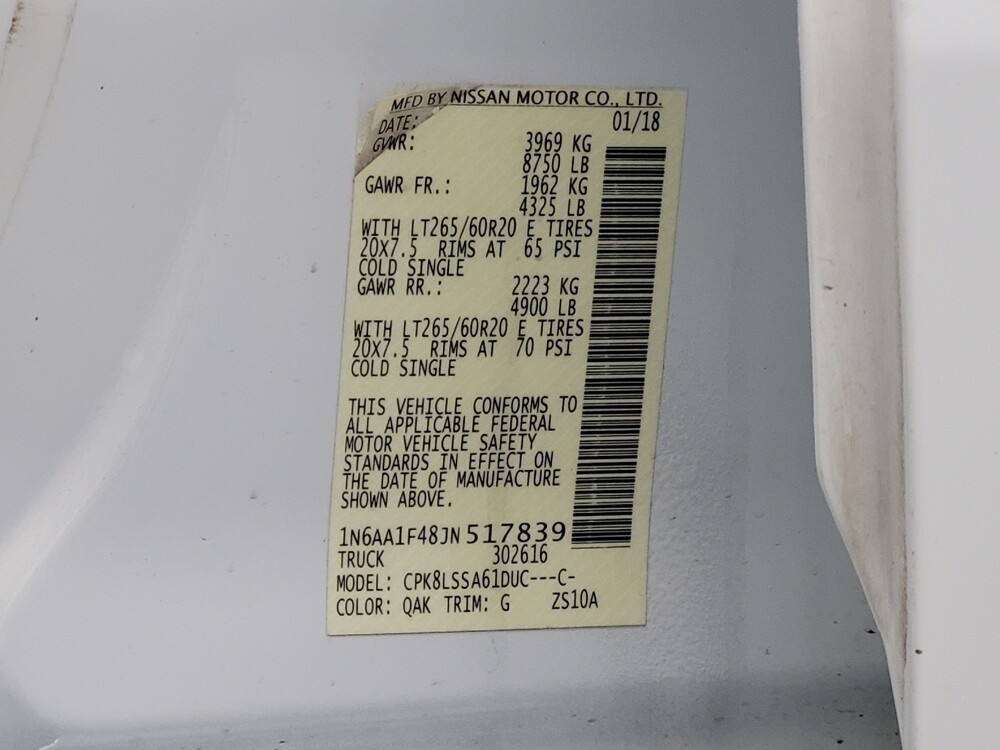 MFD BY NISSAN MOTOR CO., LTD.
DATE: 01/18
GVWR: 3969 KG
8750 LB
GAWR FR.: 1962 KG
4325 LB
WITH LT265/60R20 E TIRES
20X7.5 RIMS AT 65 PSI
COLD SINGLE
GAWR RR.: 2223 KG
4900 LB
WITH LT265/60R20 E TIRES
20X7.5 RIMS AT 70 PSI
COLD SINGLE
THIS VEHICLE CONFORMS TO
ALL APPLICABLE FEDERAL
MOTOR VEHICLE SAFETY
STANDARDS IN EFFECT ON
THE DATE OF MANUFACTURE
SHOWN ABOVE.
1N6AA1F48JN517839
TRUCK 302616
MODEL: CPK8LSSA61DUC---C-
COLOR: QAK TRIM: G ZS10A